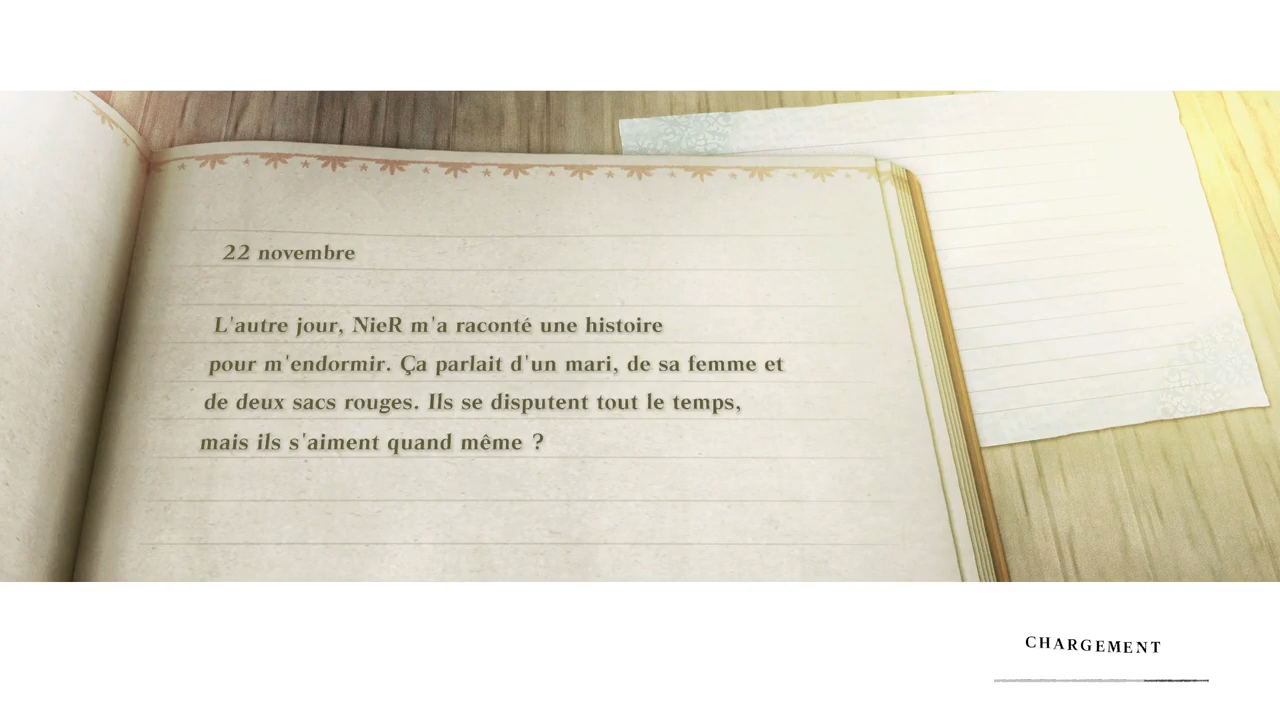 22 novembre
L'autre jour, NieR m'a raconté une histoire
pour m'endormir. Ça parlait d'un mari, de sa femme et
de deux sacs rouges. Ils se disputent tout le temps,
mais ils s'aiment quand même ?
CHARGEMENT